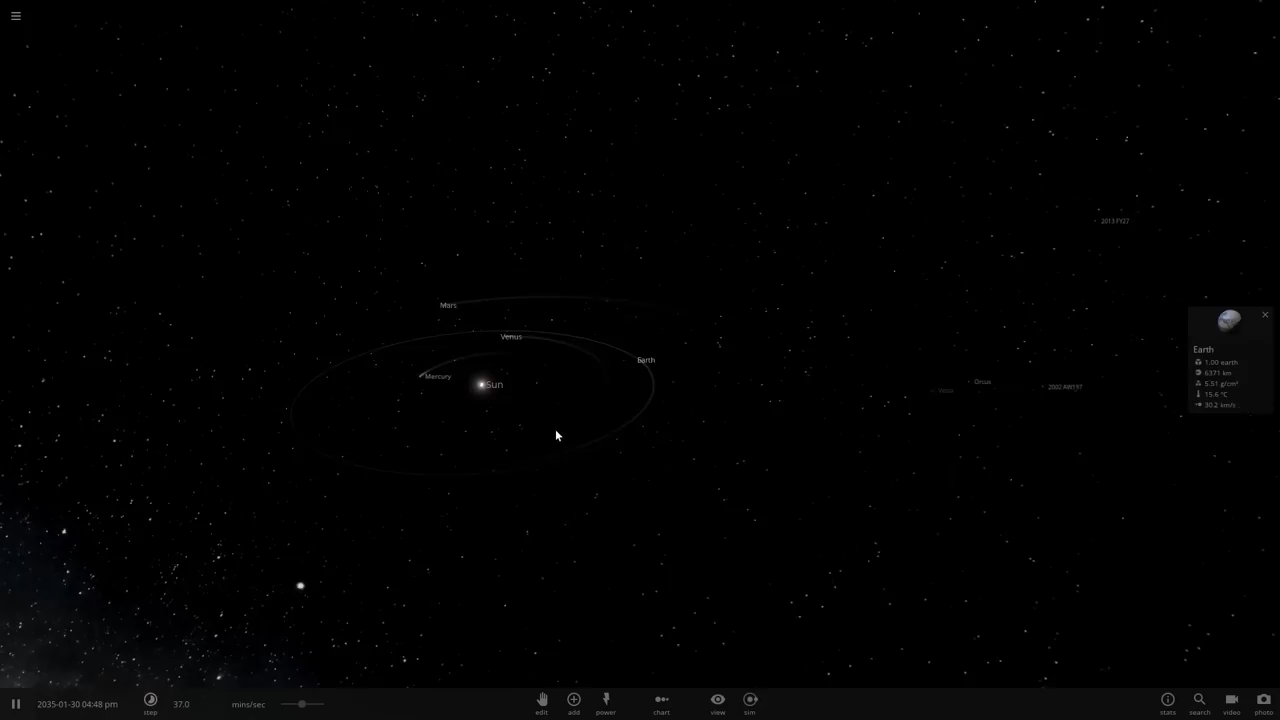 2013 FY27
Mars
Venus
Earth
Mercury
Sun
Vesta
Orcus
2002 AW197
Earth
1.00 earth
6371 km
5.51 g/cm³
15.6 °C
30.2 km/s
2035-01-30 04:48 pm
step
37.0
mins/sec
edit
add
power
chart
view
sim
stats
search
video
photo